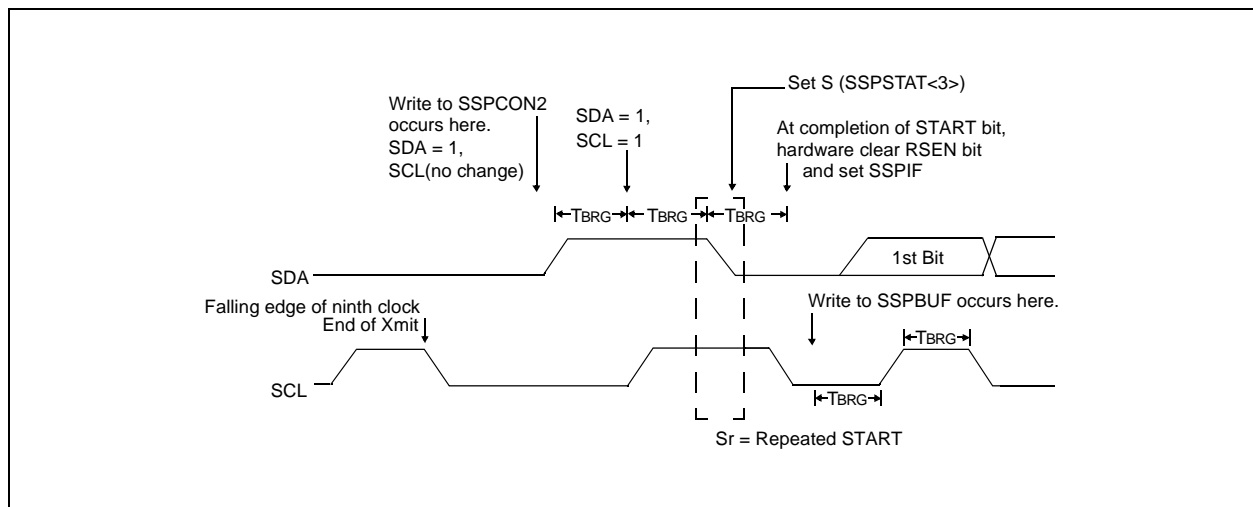 Set S (SSPSTAT<3>)
Write to SSPCON2
occurs here.
SDA = 1,
SCL(no change)
SDA = 1,
SCL = 1
At completion of START bit,
hardware clear RSEN bit
and set SSPIF
TBRG
TBRG
TBRG
SDA
1st Bit
Falling edge of ninth clock
End of Xmit
Write to SSPBUF occurs here.
TBRG
SCL
TBRG
Sr = Repeated START